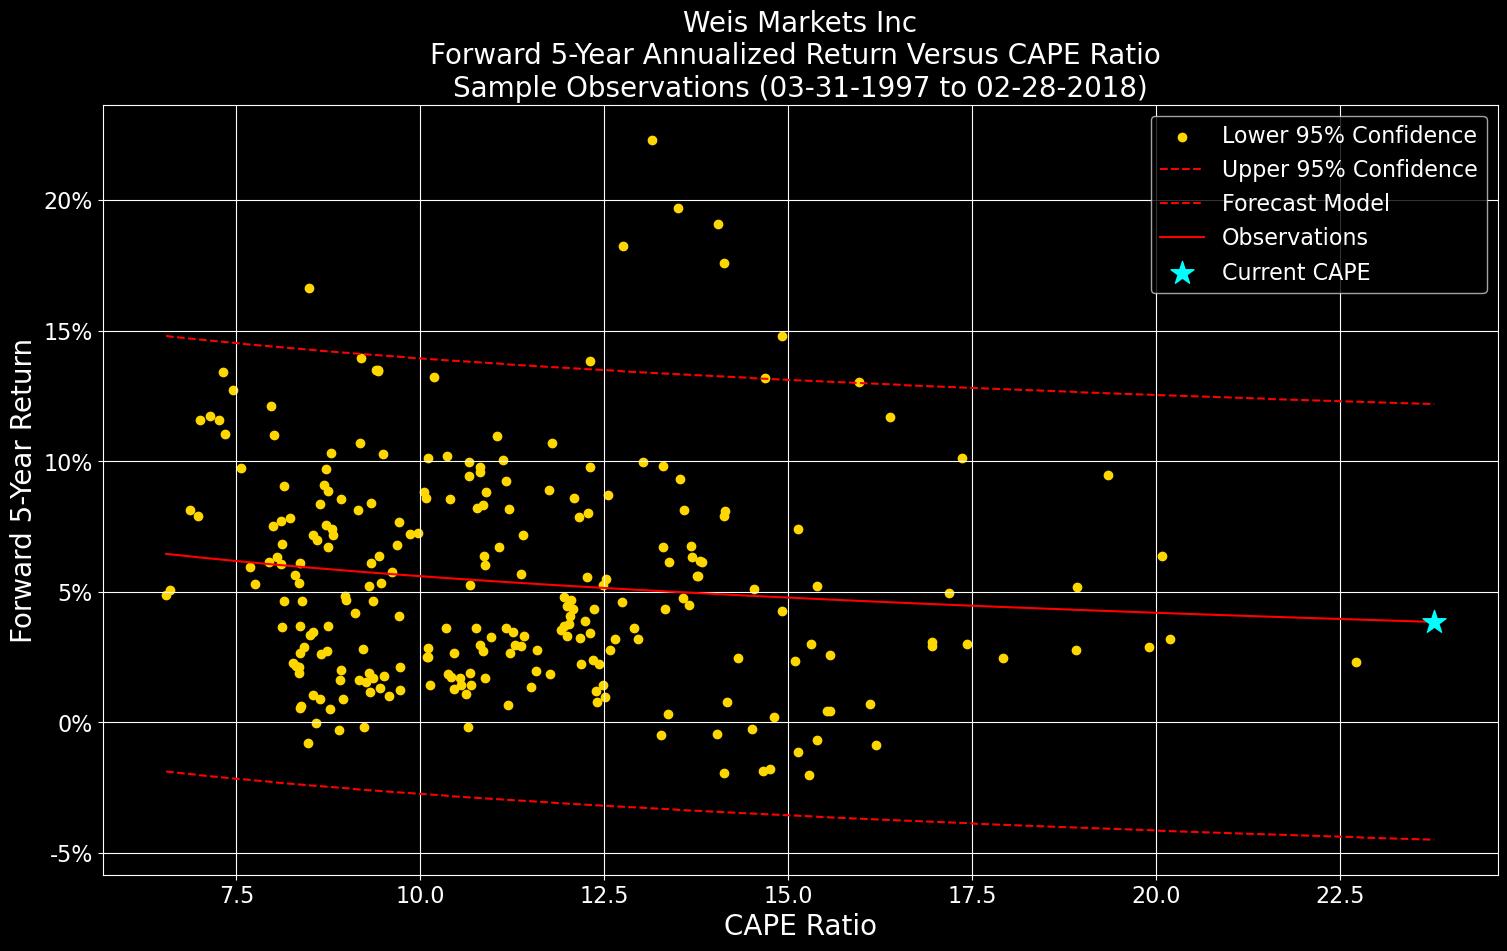 Weis Markets Inc
Forward 5-Year Annualized Return Versus CAPE Ratio
Sample Observations (03-31-1997 to 02-28-2018)
Lower 95% Confidence
Upper 95% Confidence
Forecast Model
Observations
Current CAPE
Forward 5-Year Return
20%
15%
10%
5%
0%
-5%
7.5 10.0 12.5 15.0 17.5 20.0 22.5
CAPE Ratio